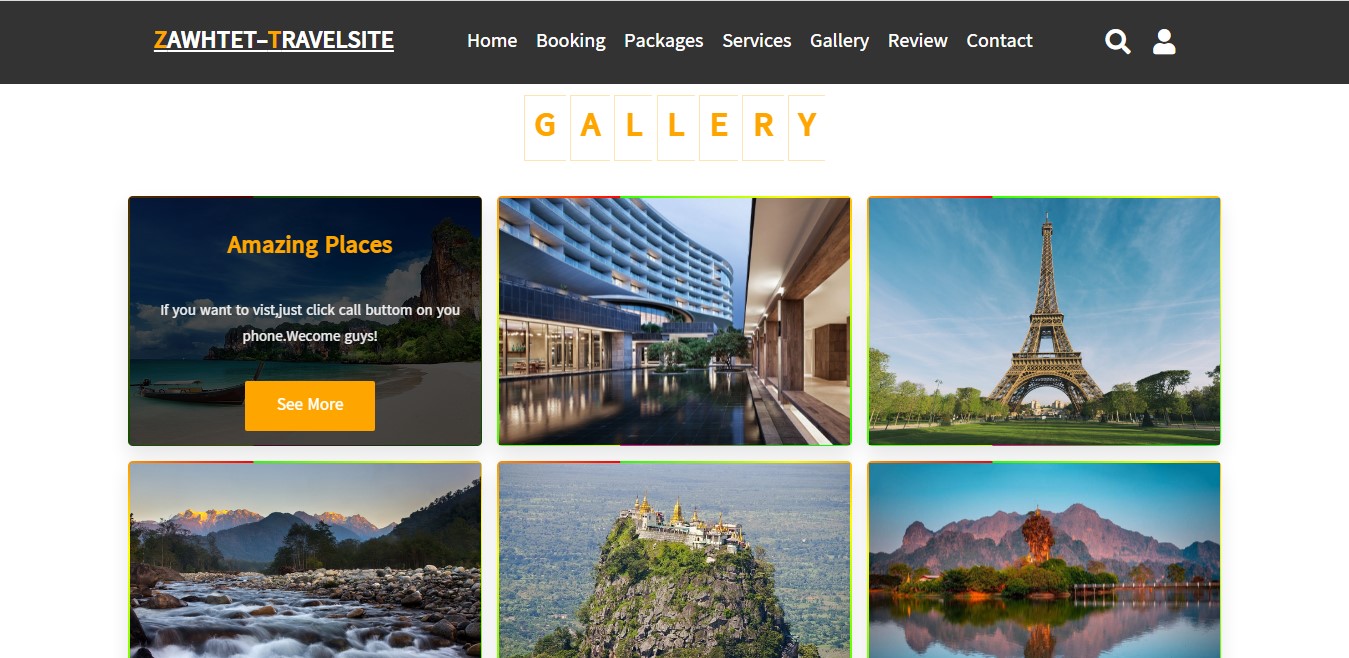 ZAWHTET-TRAVELSITE
Home Booking Packages Services Gallery Review Contact
GALLERY
Amazing Places
If you want to vist,just click call buttom on you
phone.Wecome guys!
See More